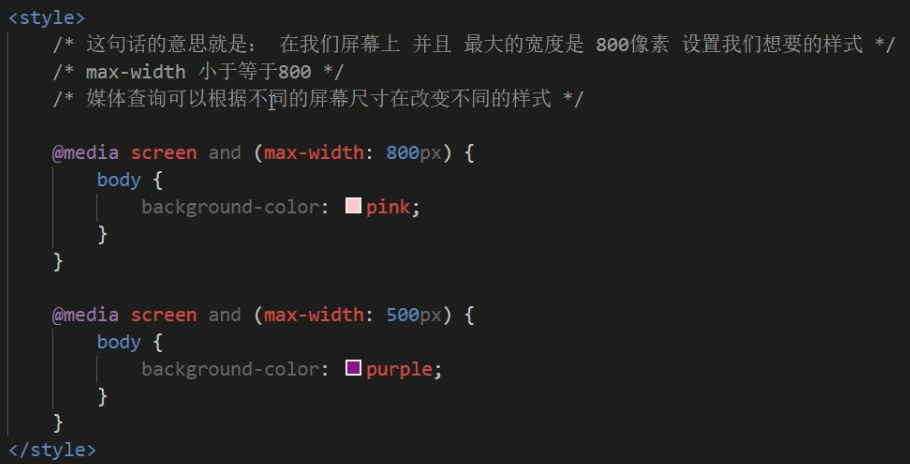 <style>
/* 这句话的意思就是： 在我们屏幕上 并且 最大的宽度是 800像素 设置我们想要的样式 */
/* max-width 小于等于800 */
/* 媒体查询可以根据不同的屏幕尺寸在改变不同的样式 */
@media screen and (max-width: 800px) {
body {
background-color: pink;
}
}
@media screen and (max-width: 500px) {
body {
background-color: purple;
}
}
</style>